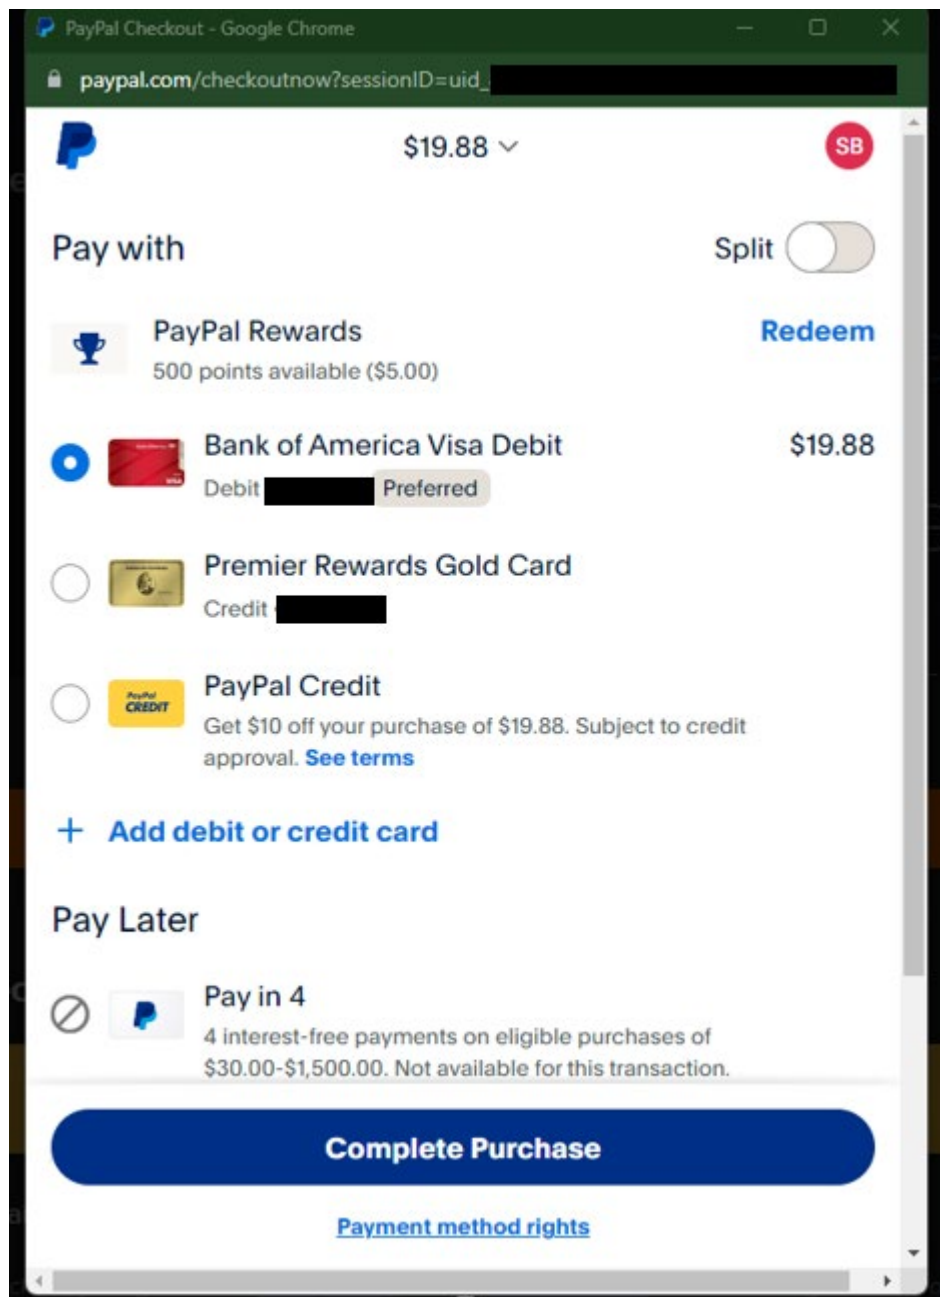 PayPal Checkout - Google Chrome
paypal.com/checkoutnow?sessionID=uid_
$19.88
SB
Pay with
Split
PayPal Rewards
Redeem
500 points available ($5.00)
Bank of America Visa Debit
$19.88
Debit
Preferred
VISA
Premier Rewards Gold Card
Credit
PayPal Credit
PayPal
CREDIT
Get $10 off your purchase of $19.88. Subject to credit
approval. See terms
+ Add debit or credit card
Pay Later
Pay in 4
4 interest-free payments on eligible purchases of
$30.00-$1,500.00. Not available for this transaction.
Complete Purchase
Payment method rights